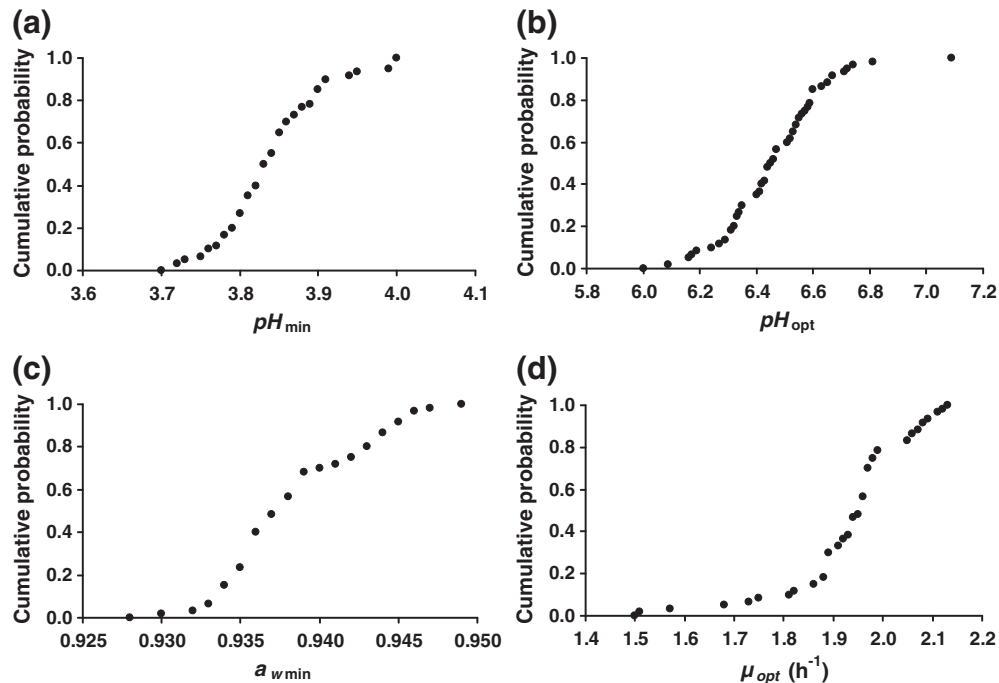 (a)
Cumulative probability
1.0
0.8
0.6
0.4
0.2
0.0
3.6 3.7 3.8 3.9 4.0 4.1
pHmin
(b)
Cumulative probability
1.0
0.8
0.6
0.4
0.2
0.0
5.8 6.0 6.2 6.4 6.6 6.8 7.0 7.2
pHopt
(c)
Cumulative probability
1.0
0.8
0.6
0.4
0.2
0.0
0.925 0.930 0.935 0.940 0.945 0.950
awmin
(d)
Cumulative probability
1.0
0.8
0.6
0.4
0.2
0.0
1.4 1.5 1.6 1.7 1.8 1.9 2.0 2.1 2.2
μopt (h⁻¹)